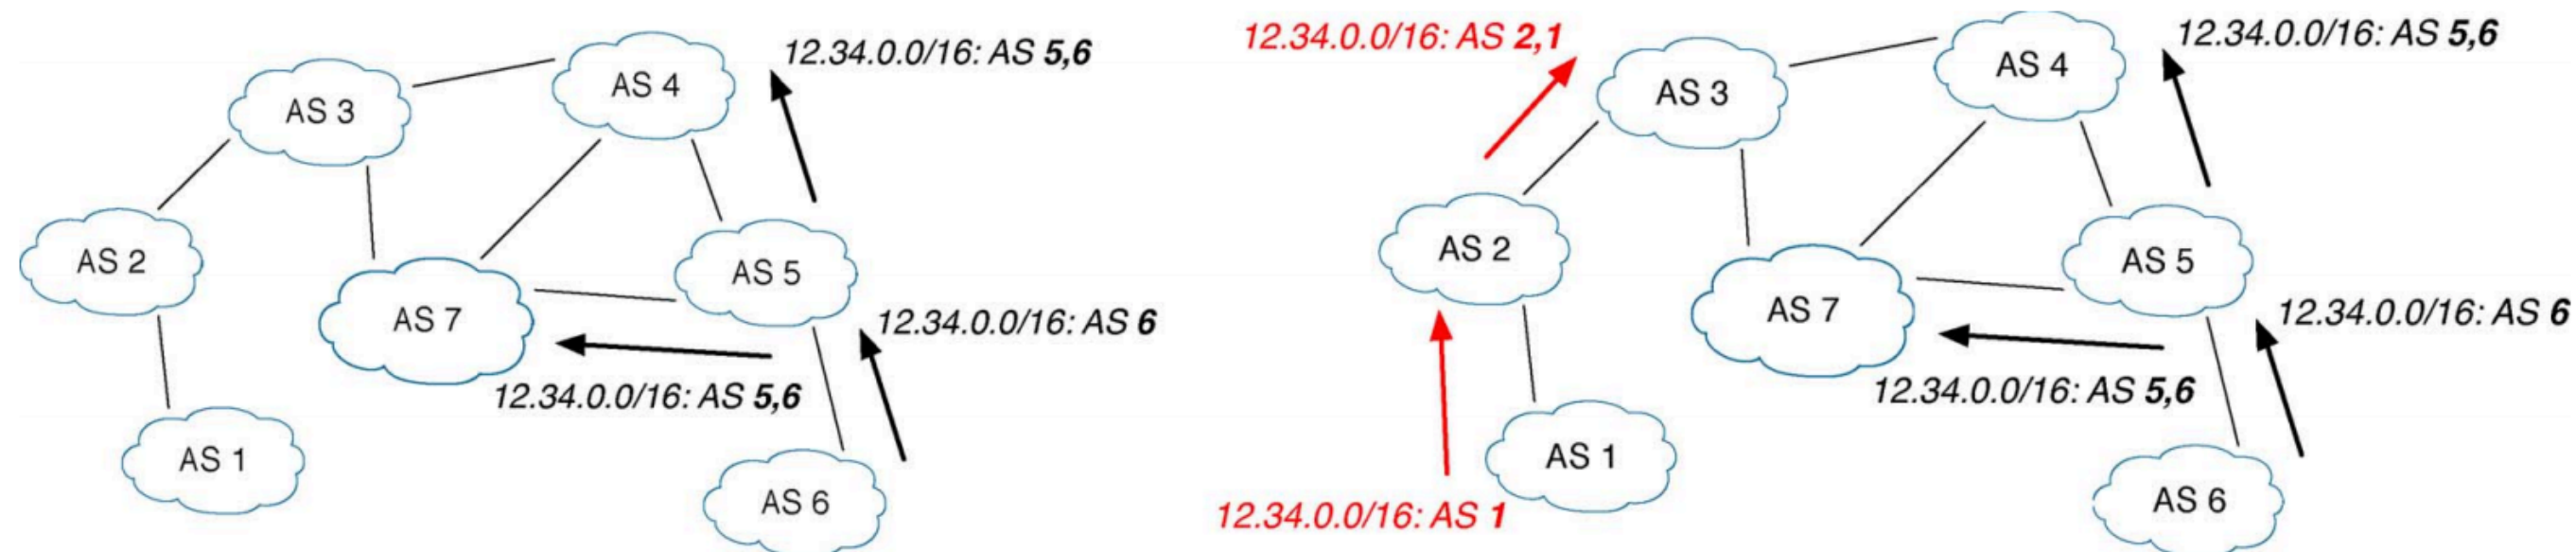 12.34.0.0/16: AS 5,6
AS 4
AS 3
AS 2
AS 5
AS 7
12.34.0.0/16: AS 6
12.34.0.0/16: AS 5,6
AS 1
AS 6
12.34.0.0/16: AS 2,1
12.34.0.0/16: AS 5,6
AS 4
AS 3
AS 2
AS 5
AS 7
12.34.0.0/16: AS 6
12.34.0.0/16: AS 5,6
AS 1
AS 6
12.34.0.0/16: AS 1